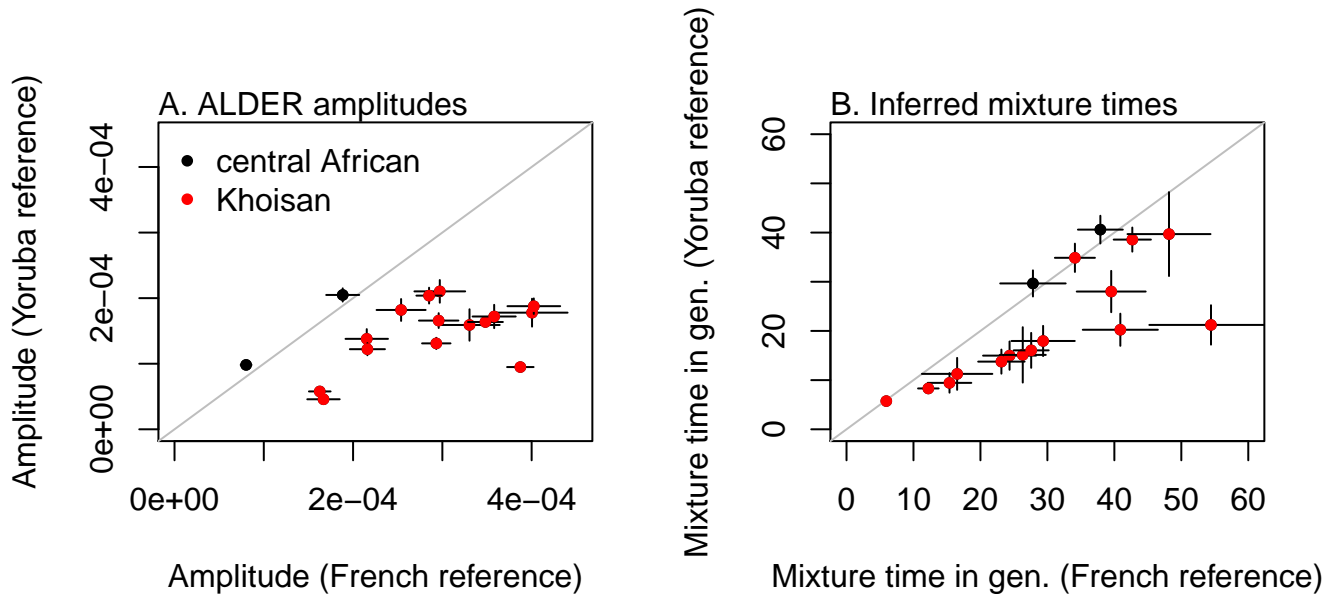 A. ALDER amplitudes
central African
Khoisan
Amplitude (Yoruba reference)
0e+00
2e−04
4e−04
0e+00
2e−04
4e−04
Amplitude (French reference)
B. Inferred mixture times
Mixture time in gen. (Yoruba reference)
0
20
40
60
0
10
20
30
40
50
60
Mixture time in gen. (French reference)